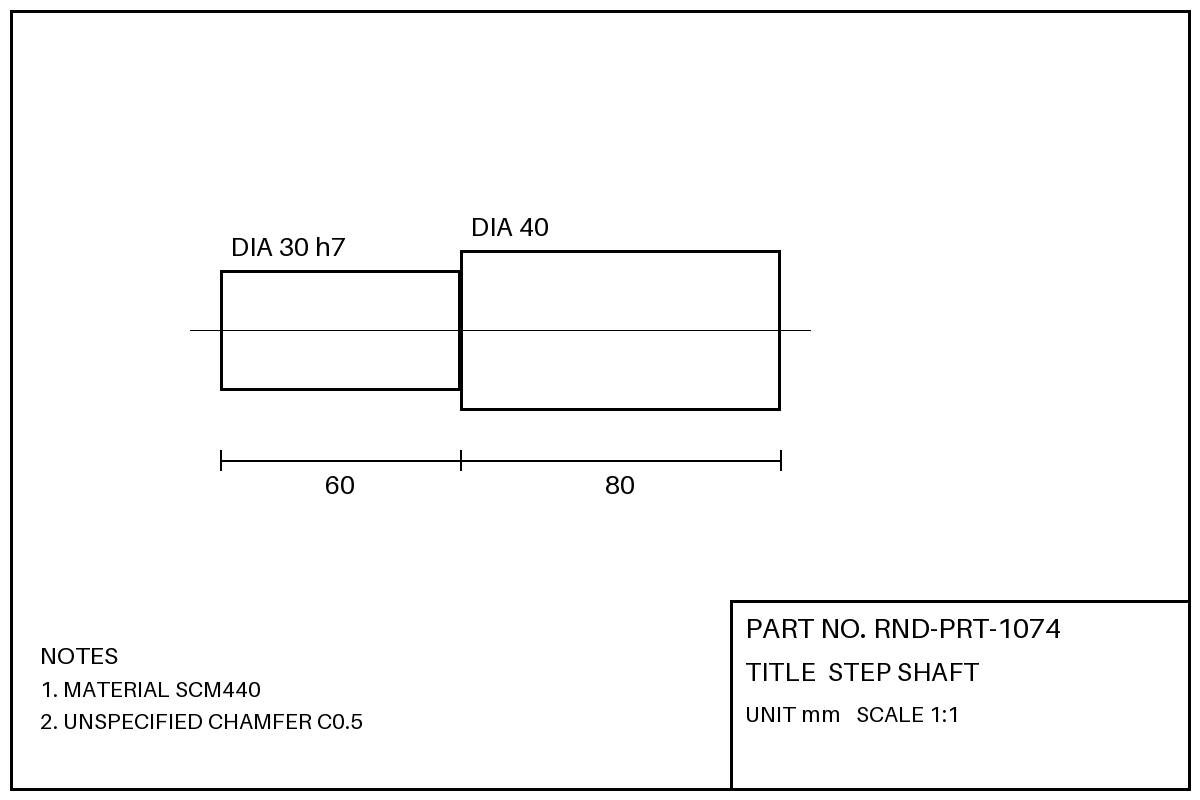 DIA 40
DIA 30 h7
60 80
NOTES
1. MATERIAL SCM440
2. UNSPECIFIED CHAMFER C0.5
PART NO. RND-PRT-1074
TITLE STEP SHAFT
UNIT mm SCALE 1:1